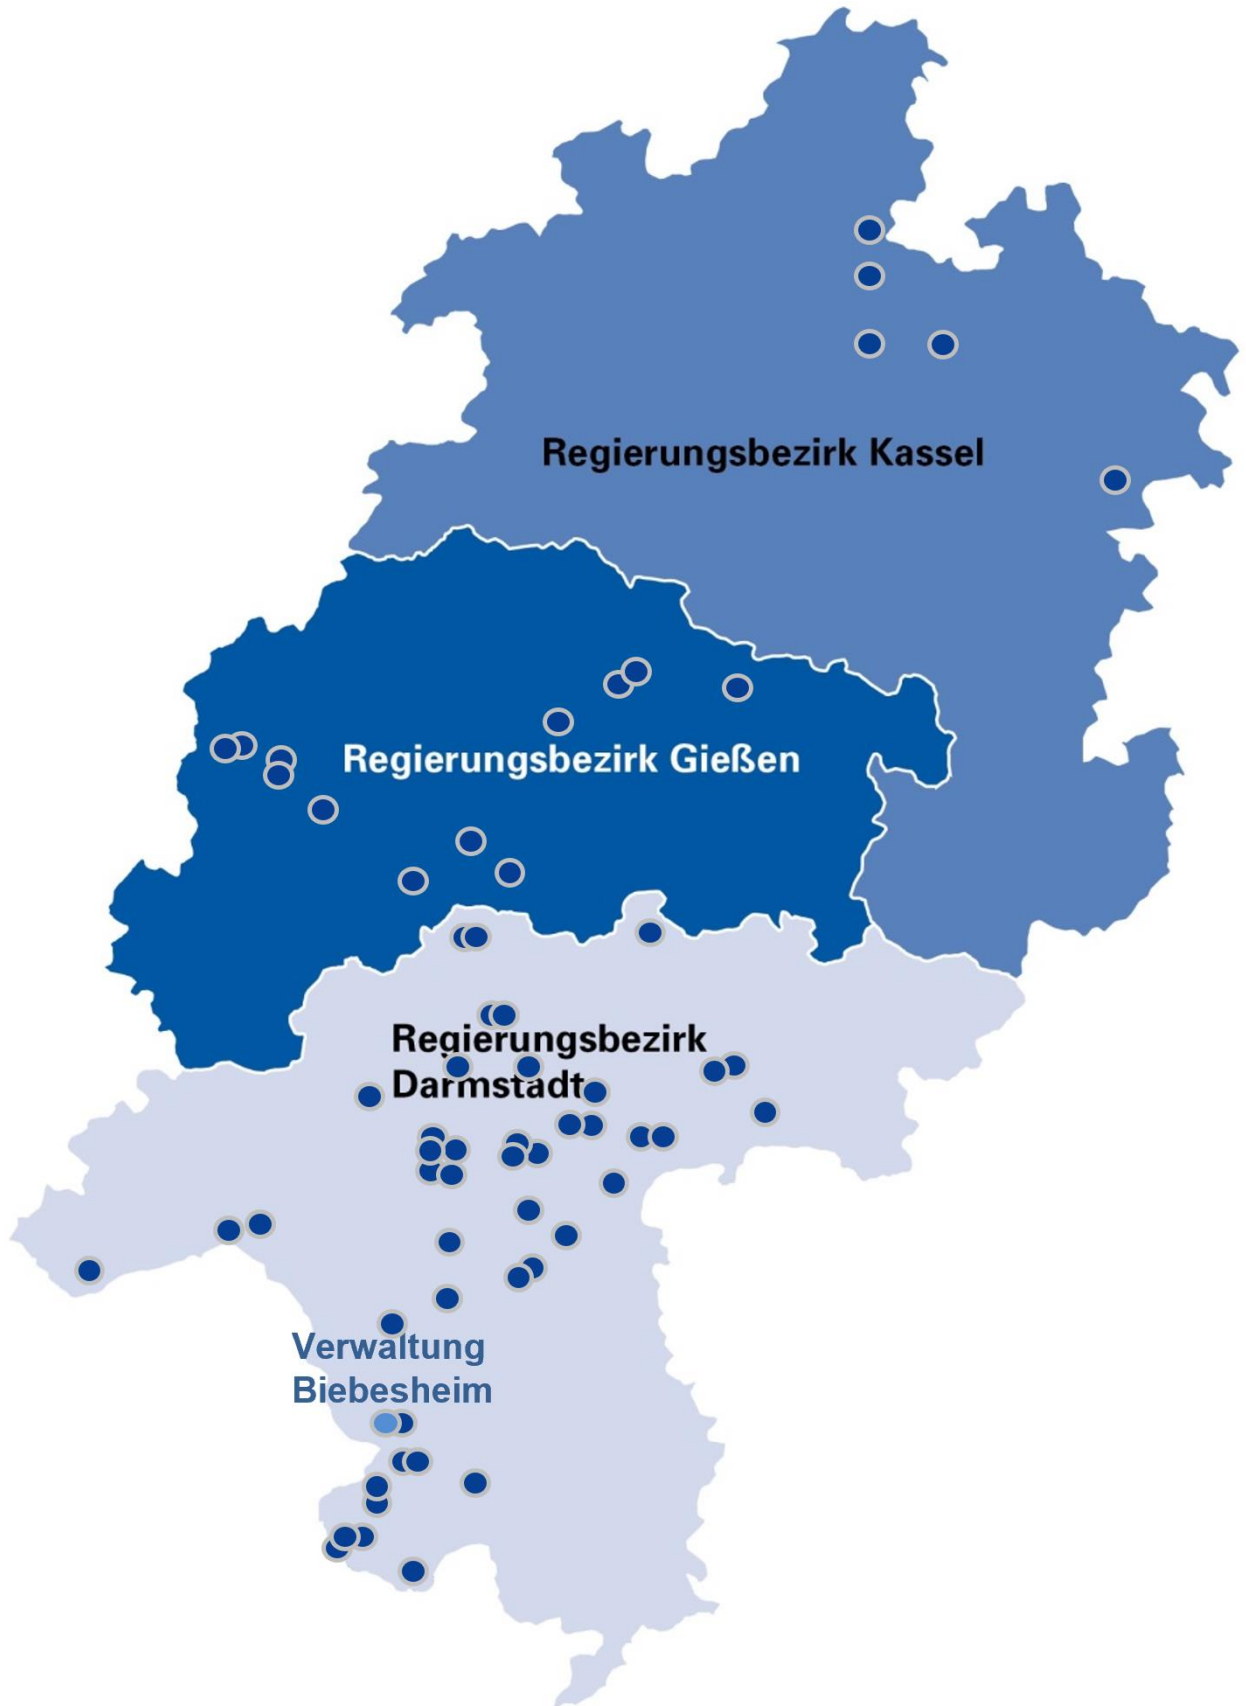 Regierungsbezirk Kassel
Regierungsbezirk Gießen
Regierungsbezirk
Darmstadt
Verwaltung
Biebesheim